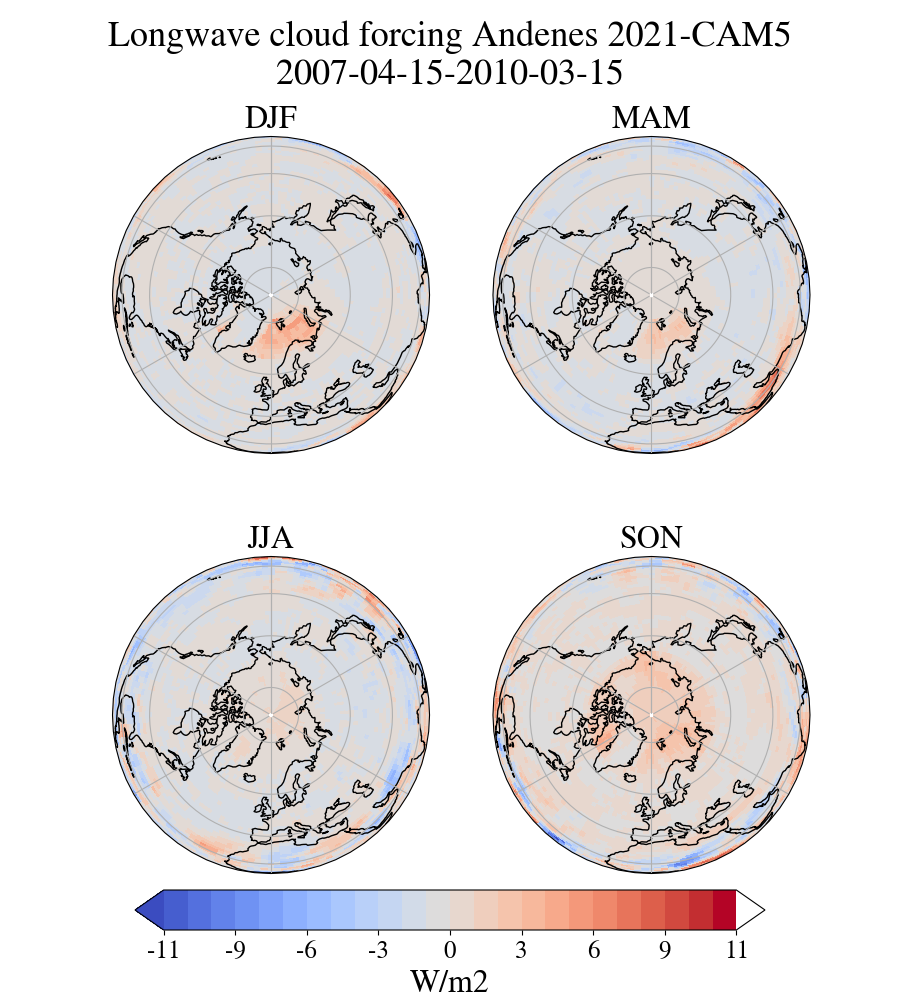 Longwave cloud forcing Andenes 2021-CAM5
2007-04-15-2010-03-15
DJF MAM
JJA SON
-11 -9 -6 -3 0 3 6 9 11
W/m2